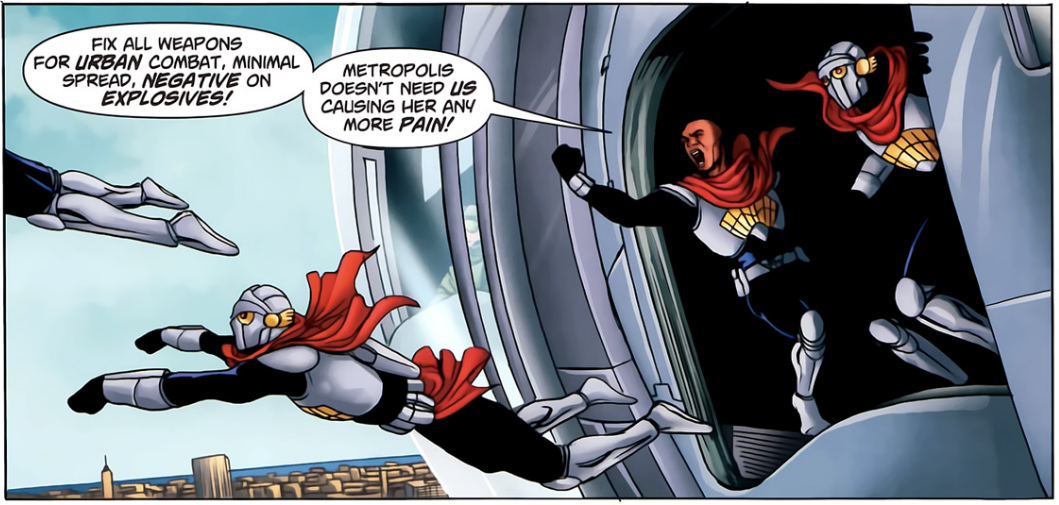 FIX ALL WEAPONS
FOR URBAN COMBAT, MINIMAL
SPREAD, NEGATIVE ON
EXPLOSIVES!
METROPOLIS
DOESN'T NEED US
CAUSING HER ANY
MORE PAIN!